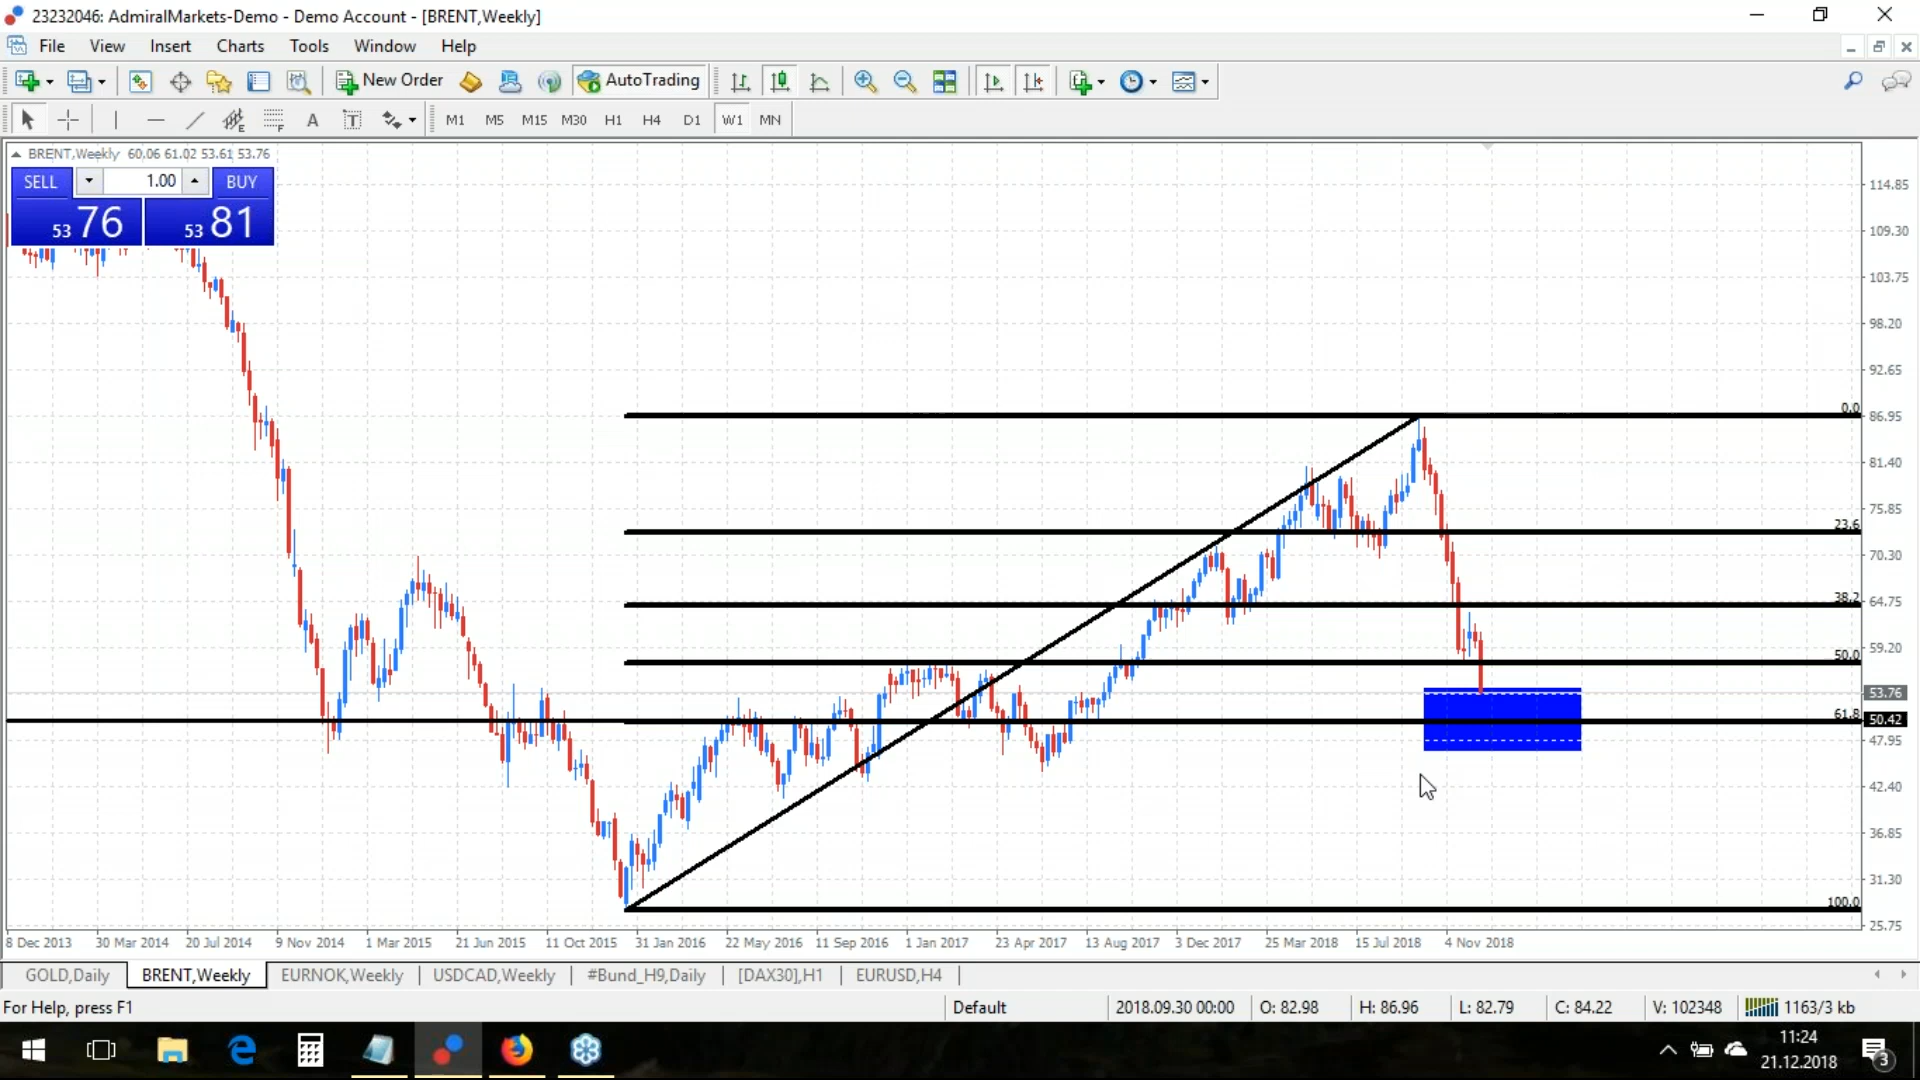 23232046: AdmiralMarkets-Demo - Demo Account - [BRENT,Weekly]
File View Insert Charts Tools Window Help
New Order AutoTrading
A T M1 M5 M15 M30 H1 H4 D1 W1 MN
BRENT,Weekly 60.06 61.02 53.61 53.76
SELL 1.00 BUY
53 76 53 81
114.85
109.30
103.75
98.20
92.65
0.0
86.95
81.40
75.85
23.6
70.30
38.2
64.75
59.20
50.0
53.76
61.8
50.42
47.95
42.40
36.85
31.30
100.0
25.75
8 Dec 2013 30 Mar 2014 20 Jul 2014 9 Nov 2014 1 Mar 2015 21 Jun 2015 11 Oct 2015 31 Jan 2016 22 May 2016 11 Sep 2016 1 Jan 2017 23 Apr 2017 13 Aug 2017 3 Dec 2017 25 Mar 2018 15 Jul 2018 4 Nov 2018
GOLD,Daily BRENT,Weekly EURNOK,Weekly USDCAD,Weekly #Bund_H9,Daily [DAX30],H1 EURUSD,H4
For Help, press F1 Default 2018.09.30 00:00 O: 82.98 H: 86.96 L: 82.79 C: 84.22 V: 102348 1163/3 kb
11:24
21.12.2018
3